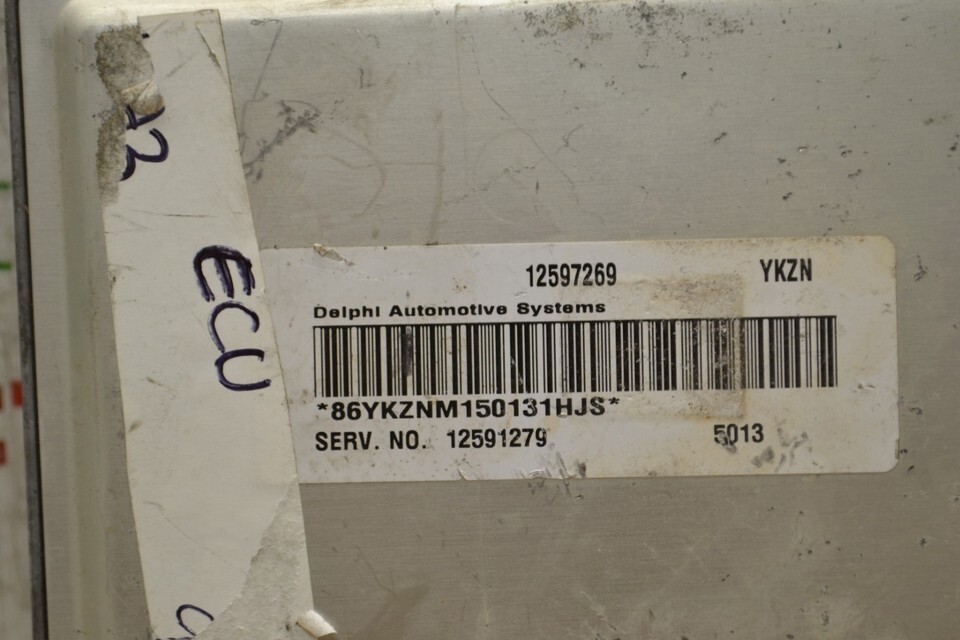 ECU
12597269 YKZN
Delphi Automotive Systems
*86YKZNM150131HJS*
SERV. NO. 12591279 5013